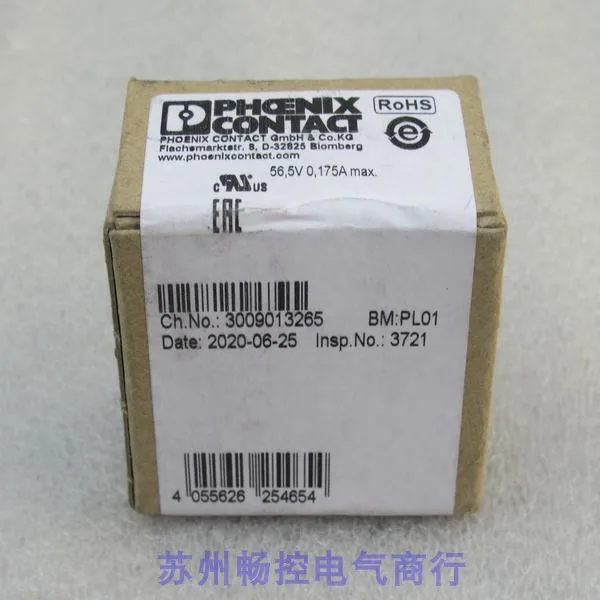 PHOENIX
CONTACT
RoHS
e
PHOENIX CONTACT GmbH & Co.KG
Flachsmarktstr. 8, D-32825 Blomberg
www.phoenixcontact.com
56,5V 0,175A max.
c UR US
EAC
Ch.No.: 3009013265 BM:PL01
Date: 2020-06-25 Insp.No.: 3721
4 055626 254654
苏州畅控电气商行